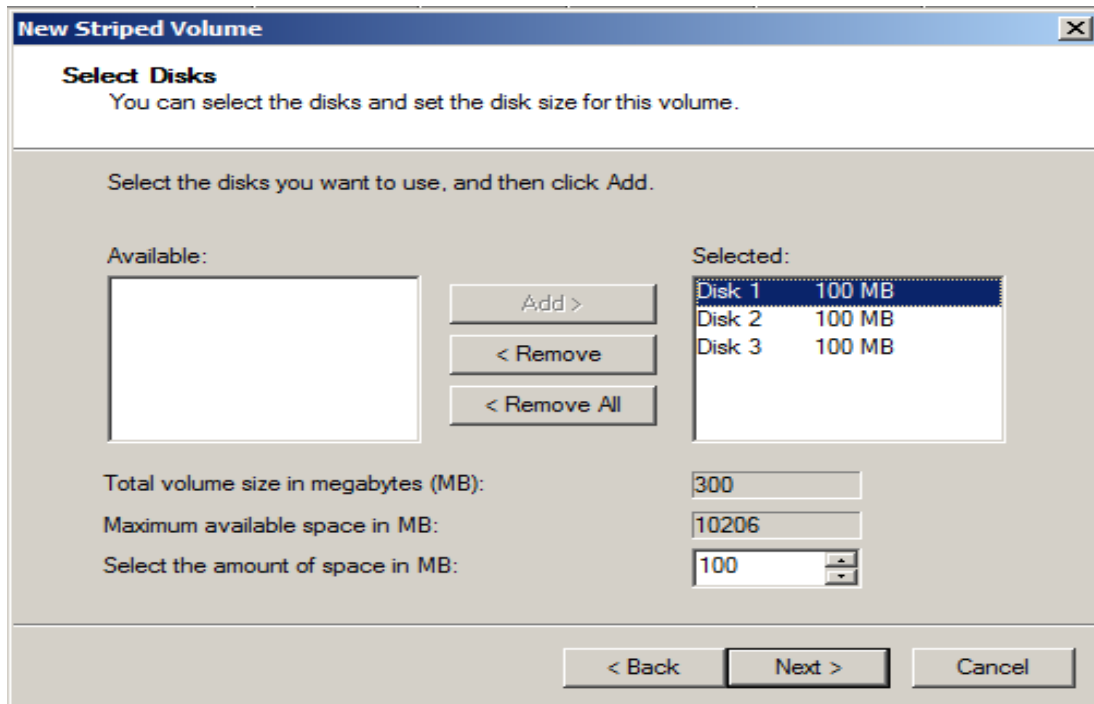 New Striped Volume
Select Disks
You can select the disks and set the disk size for this volume.
Select the disks you want to use, and then click Add.
Available:
Selected:
Add >
< Remove
< Remove All
Disk 1 100 MB
Disk 2 100 MB
Disk 3 100 MB
Total volume size in megabytes (MB): 300
Maximum available space in MB: 10206
Select the amount of space in MB: 100
< Back Next > Cancel